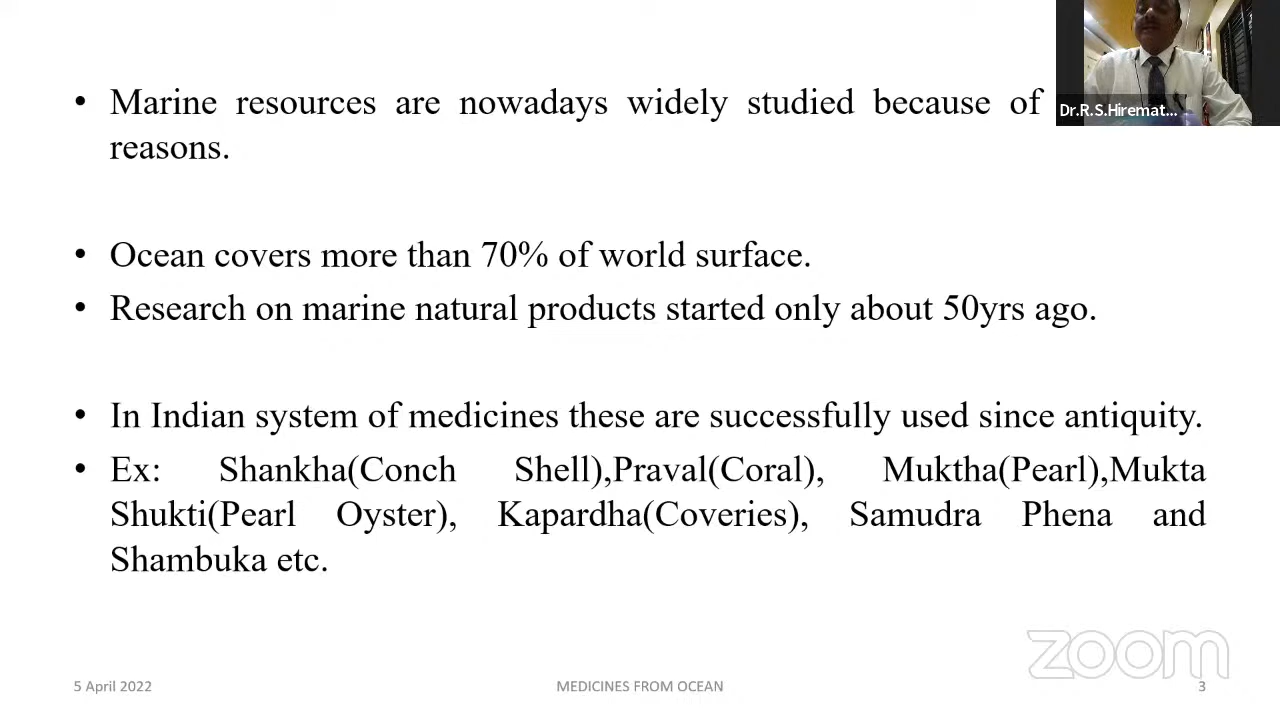 Marine resources are nowadays widely studied because of
reasons.
Dr.R.S.Hiremat...
• Ocean covers more than 70% of world surface.
• Research on marine natural products started only about 50yrs ago.
• In Indian system of medicines these are successfully used since antiquity.
• Ex: Shankha(Conch Shell),Praval(Coral), Muktha(Pearl),Mukta
Shukti(Pearl Oyster), Kapardha(Coveries), Samudra Phena and
Shambuka etc.
zoom
5 April 2022
MEDICINES FROM OCEAN
3